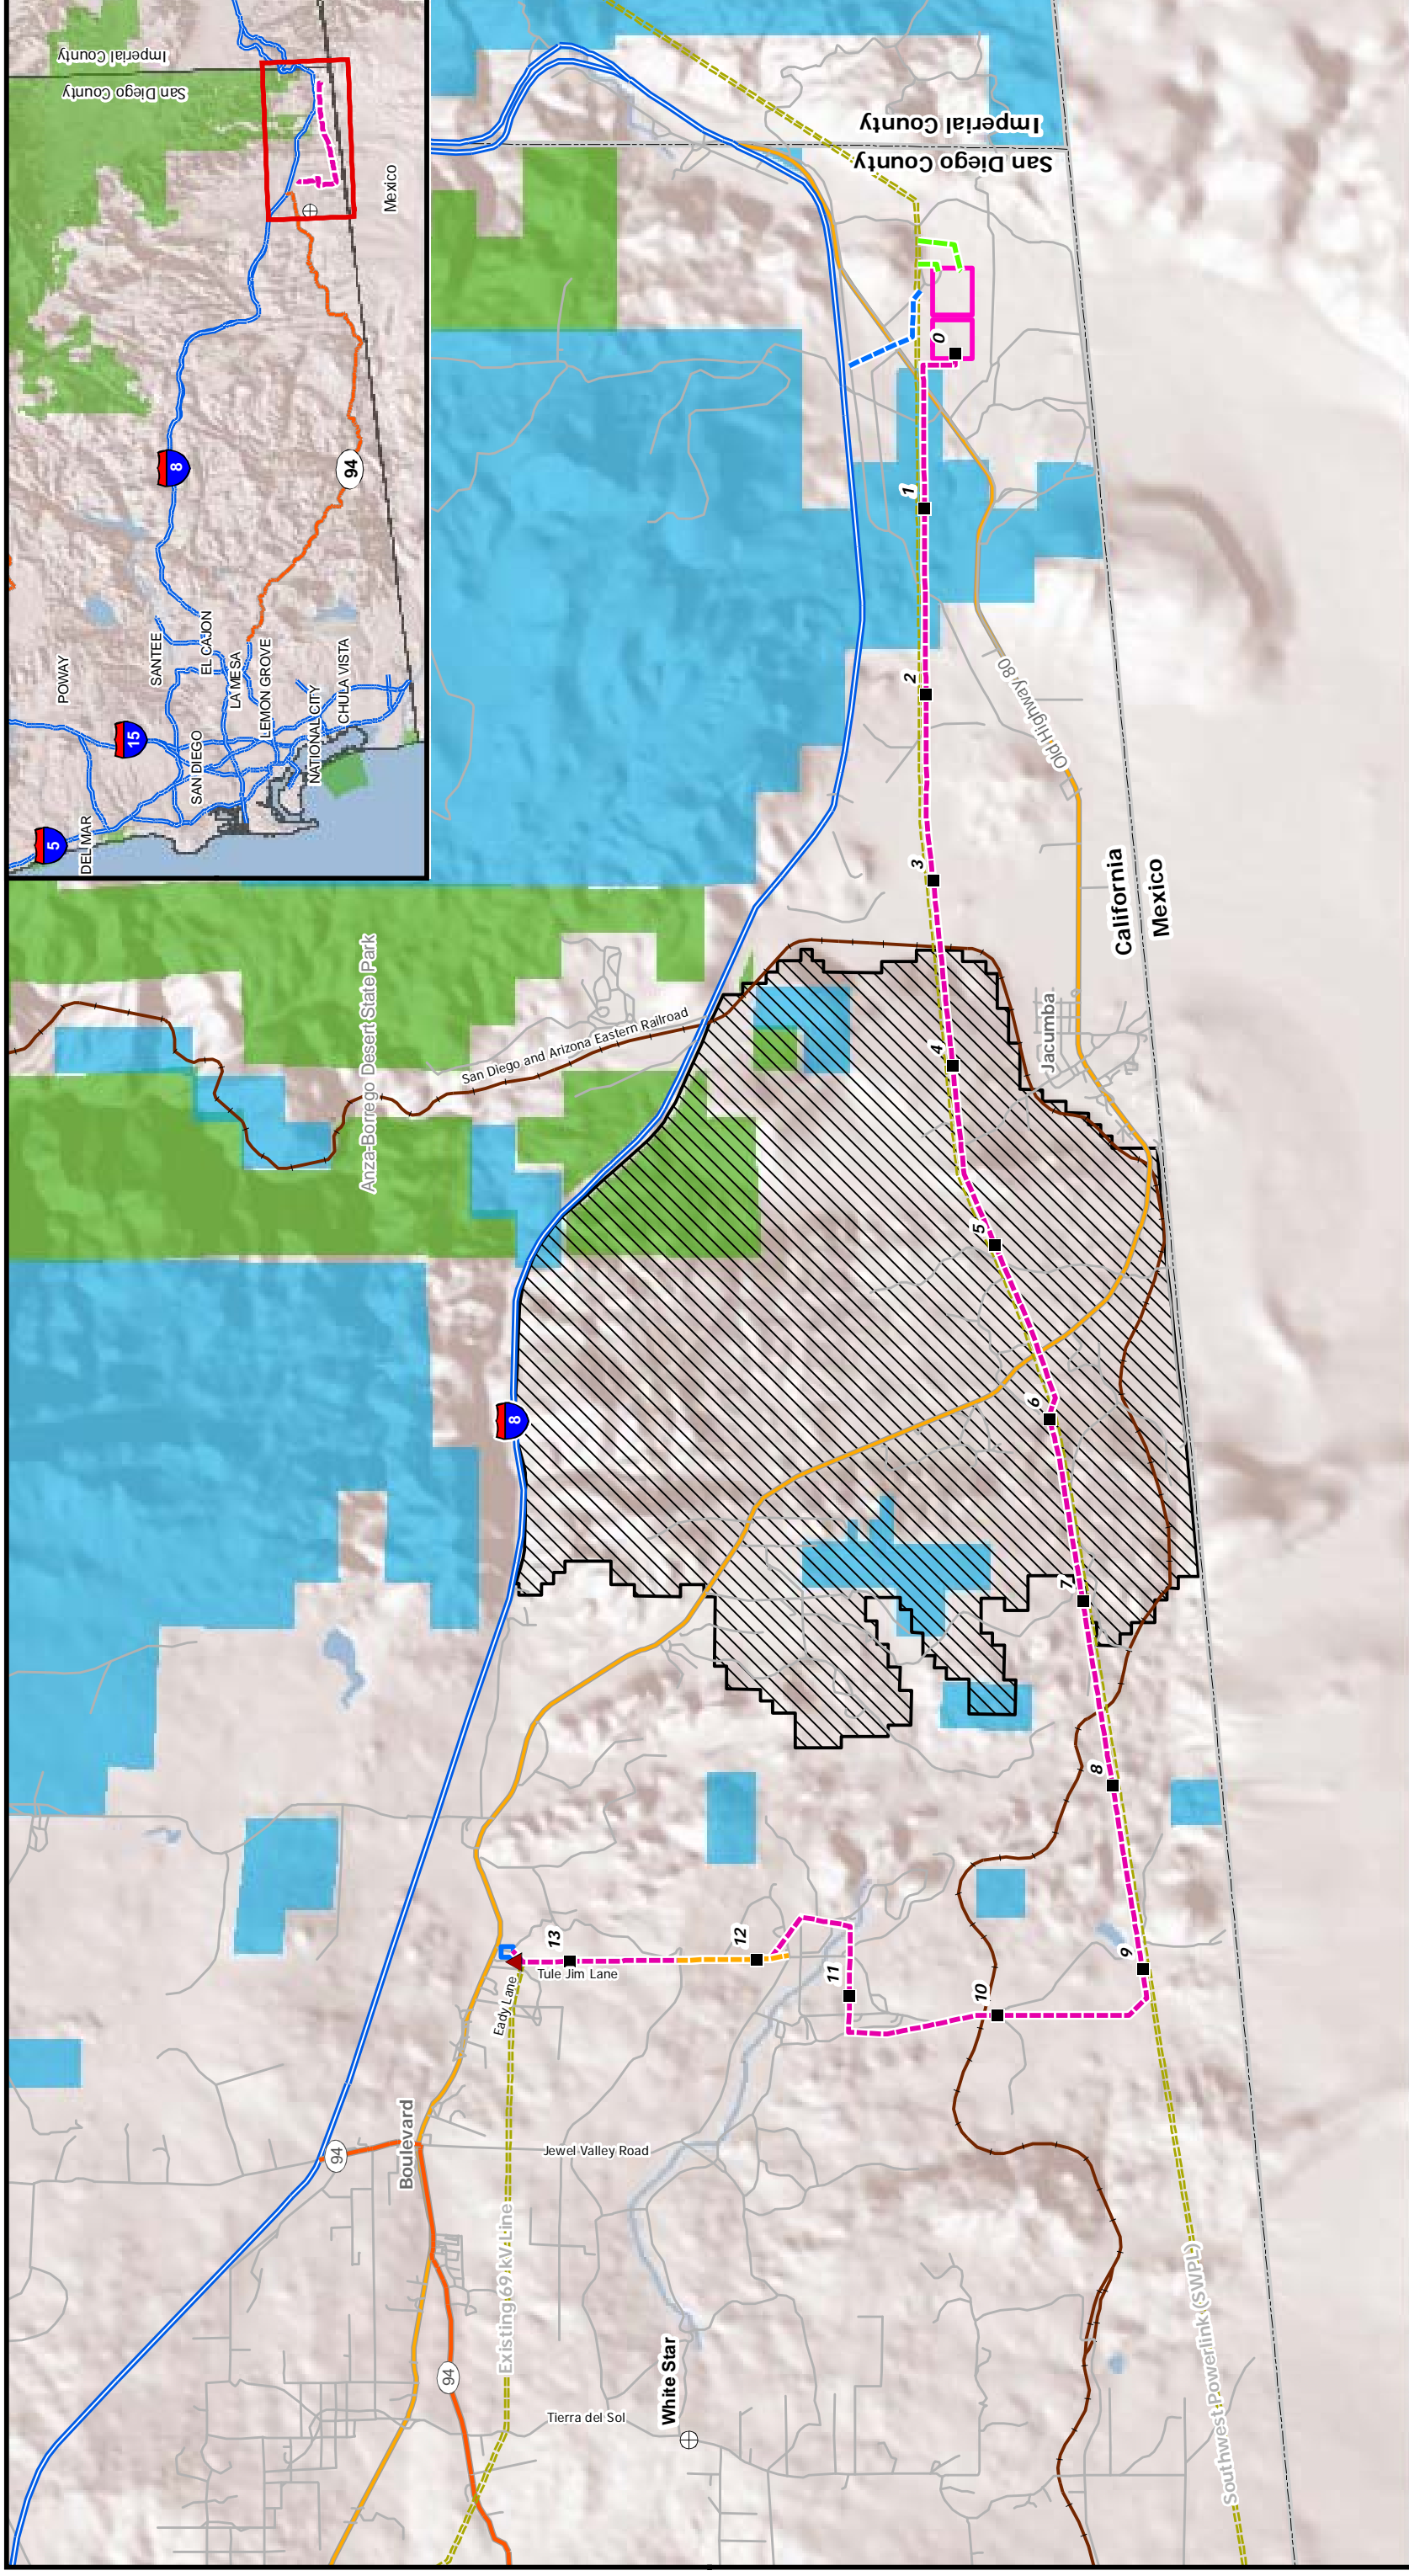 Imperial County
San Diego County
Mexico
8
94
POWAY
SANTEE
EL CAJON
LA MESA
LEMON GROVE
CHULA VISTA
15
SAN DIEGO
NATIONAL CITY
5
DEL MAR
Imperial County
San Diego County
0
1
2
Old Highway 80
3
California
Mexico
Anza-Borrego Desert State Park
San Diego and Arizona Eastern Railroad
Jacumba
4
5
8
6
7
8
9
13
12
Tule Jim Lane
11
10
Eady Lane
94
Boulevard
Jewel Valley Road
Existing 69 kV Line
94
White Star
Tierra del Sol
Southwest Powerlink (SWPL)